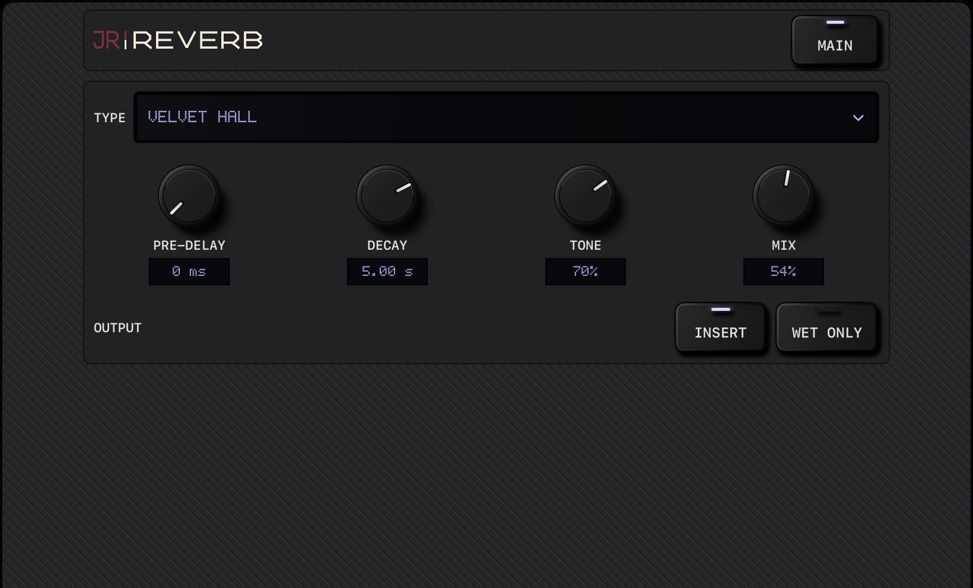 JR REVERB
MAIN
TYPE
VELVET HALL
PRE-DELAY
DECAY
TONE
MIX
0 ms
5.00 s
70%
54%
OUTPUT
INSERT
WET ONLY